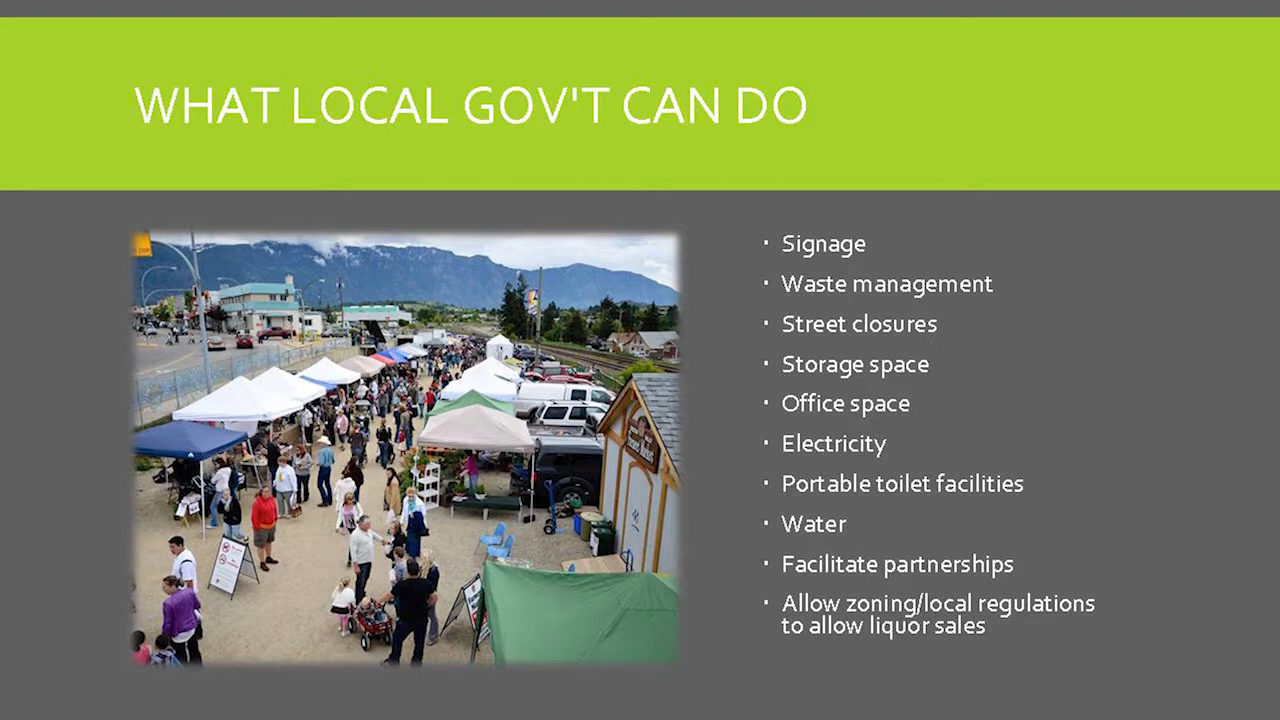 WHAT LOCAL GOV'T CAN DO
Signage
Waste management
Street closures
Storage space
Office space
Electricity
Portable toilet facilities
Water
Facilitate partnerships
Allow zoning/local regulations
to allow liquor sales